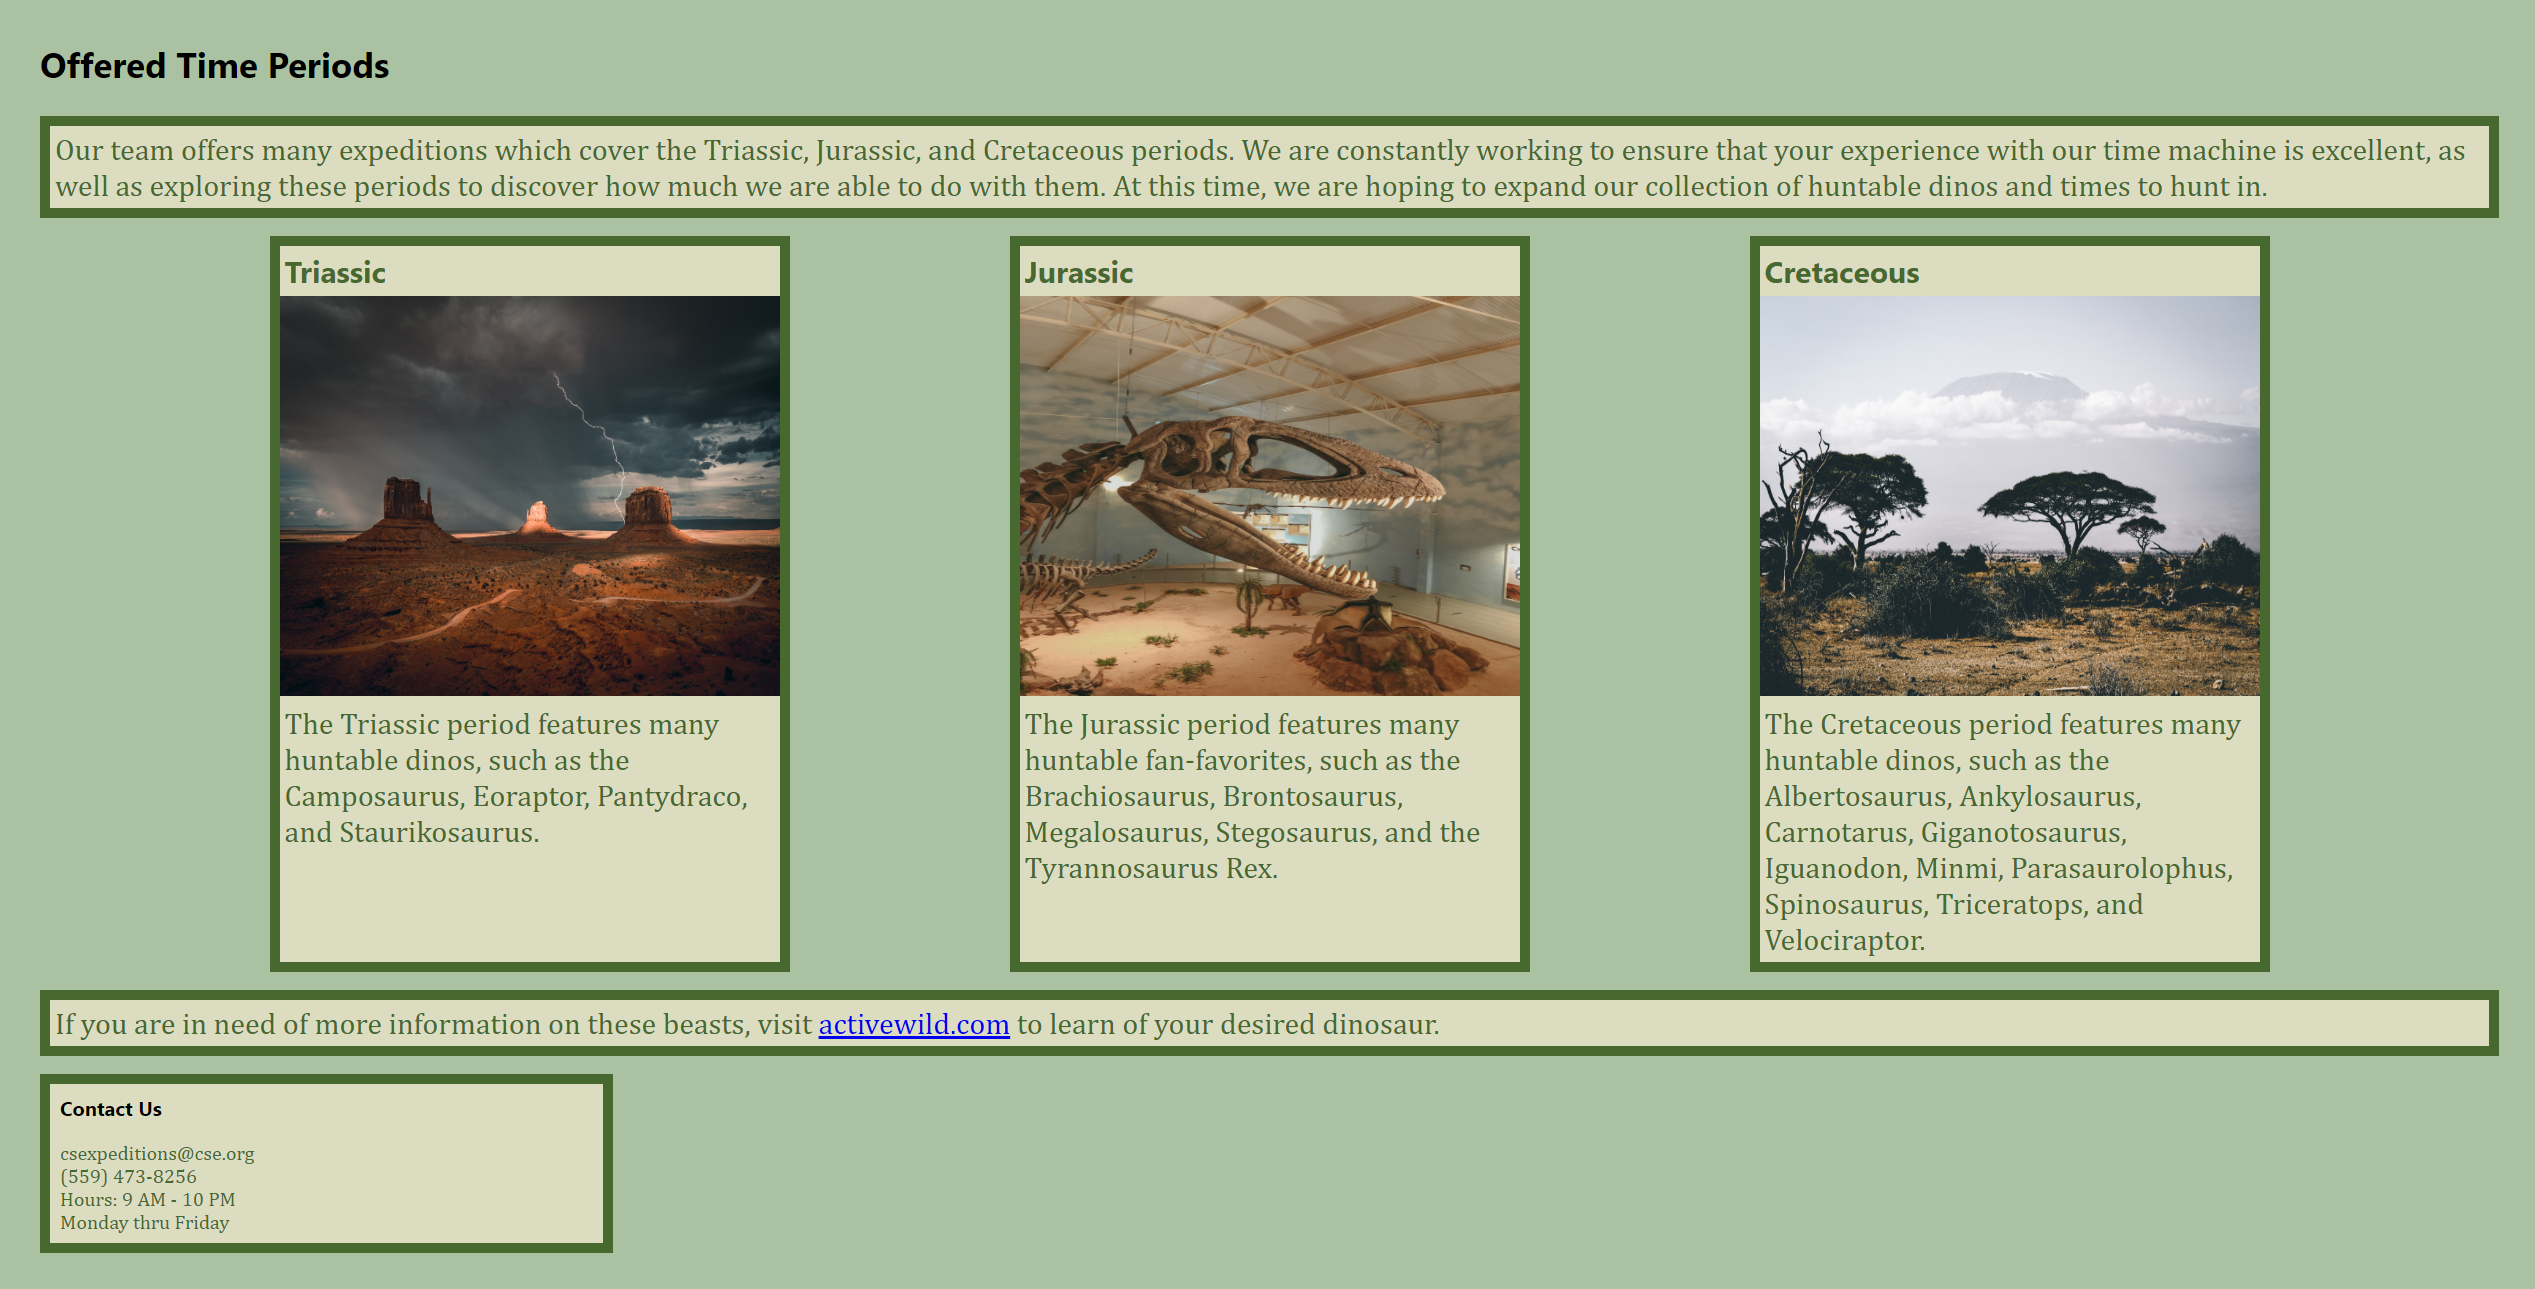 Offered Time Periods
Our team offers many expeditions which cover the Triassic, Jurassic, and Cretaceous periods. We are constantly working to ensure that your experience with our time machine is excellent, as
well as exploring these periods to discover how much we are able to do with them. At this time, we are hoping to expand our collection of huntable dinos and times to hunt in.
Triassic
The Triassic period features many
huntable dinos, such as the
Camposaurus, Eoraptor, Pantydraco,
and Staurikosaurus.
Jurassic
The Jurassic period features many
huntable fan-favorites, such as the
Brachiosaurus, Brontosaurus,
Megalosaurus, Stegosaurus, and the
Tyrannosaurus Rex.
Cretaceous
The Cretaceous period features many
huntable dinos, such as the
Albertosaurus, Ankylosaurus,
Carnotarus, Giganotosaurus,
Iguanodon, Minmi, Parasaurolophus,
Spinosaurus, Triceratops, and
Velociraptor.
If you are in need of more information on these beasts, visit activewild.com to learn of your desired dinosaur.
Contact Us
csexpeditions@cse.org
(559) 473-8256
Hours: 9 AM - 10 PM
Monday thru Friday